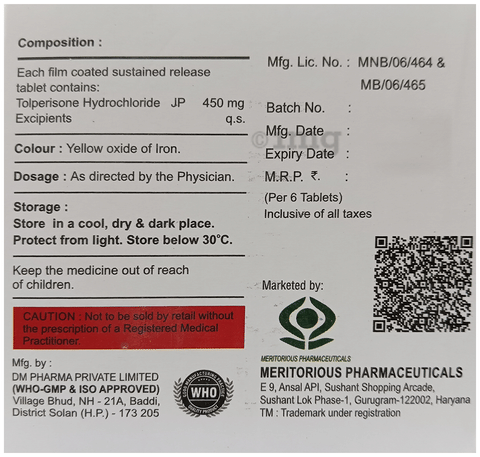 Composition :
Each film coated sustained release
tablet contains:
Tolperisone Hydrochloride JP 450 mg
Excipients q.s.
Colour : Yellow oxide of Iron.
Dosage : As directed by the Physician.
Storage :
Store in a cool, dry & dark place.
Protect from light. Store below 30°C.
Keep the medicine out of reach
of children.
CAUTION : Not to be sold by retail without
the prescription of a Registered Medical
Practitioner.
Mfg. by :
DM PHARMA PRIVATE LIMITED
(WHO-GMP & ISO APPROVED)
Village Bhud, NH - 21A, Baddi,
District Solan (H.P.) - 173 205
WHO
Mfg. Lic. No. : MNB/06/464 &
MB/06/465
Batch No. :
Mfg. Date :
Expiry Date :
M.R.P. ₹. :
(Per 6 Tablets)
Inclusive of all taxes
Marketed by:
MERITORIOUS PHARMACEUTICALS
MERITORIOUS PHARMACEUTICALS
E 9, Ansal API, Sushant Shopping Arcade,
Sushant Lok Phase-1, Gurugram-122002, Haryana
TM : Trademark under registration